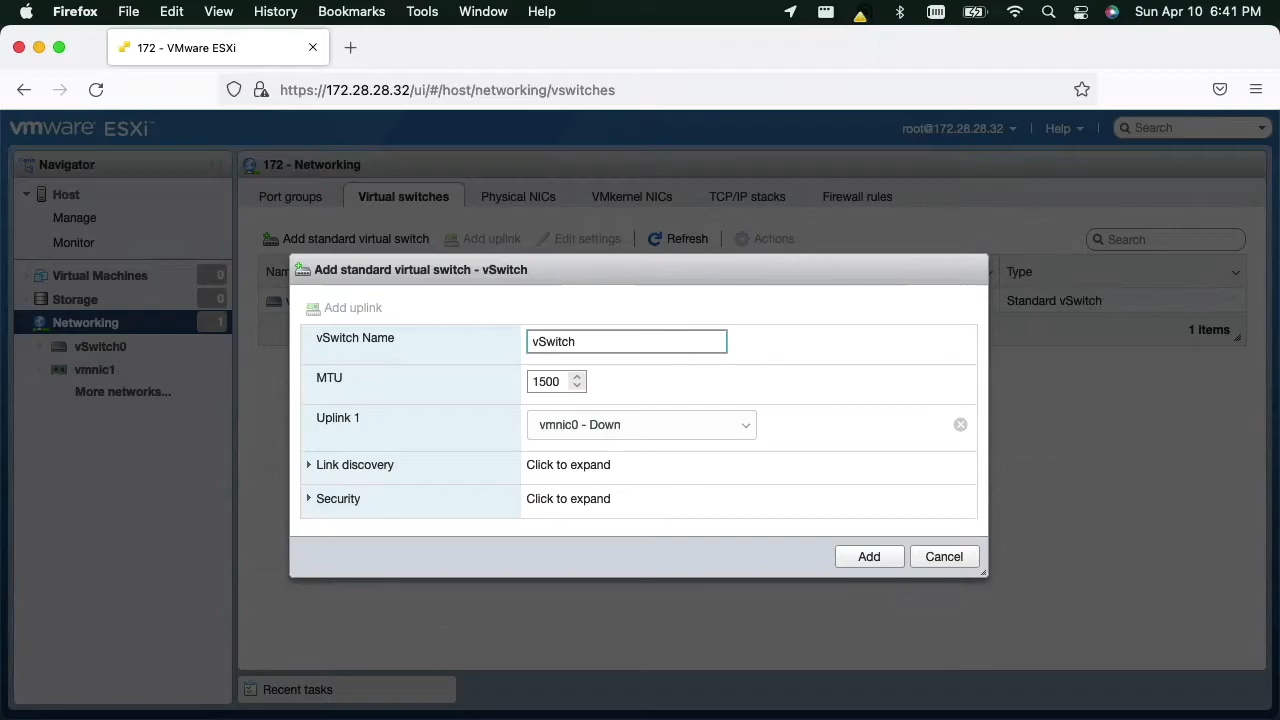 Firefox File Edit View History Bookmarks Tools Window Help Sun Apr 10 6:41 PM
172 - VMware ESXi
https://172.28.28.32/ui/#/host/networking/vswitches
vmware ESXi root@172.28.28.32 Help Search
Navigator
172 - Networking
Host
Manage
Monitor
Virtual Machines 0
Storage 0
Networking 1
vSwitch0
vmnic1
More networks...
Port groups Virtual switches Physical NICs VMkernel NICs TCP/IP stacks Firewall rules
Add standard virtual switch Add uplink Edit settings Refresh Actions Search
Type
Standard vSwitch
1 items
Add standard virtual switch - vSwitch
Add uplink
vSwitch Name vSwitch
MTU 1500
Uplink 1 vmnic0 - Down
Link discovery Click to expand
Security Click to expand
Add Cancel
Recent tasks